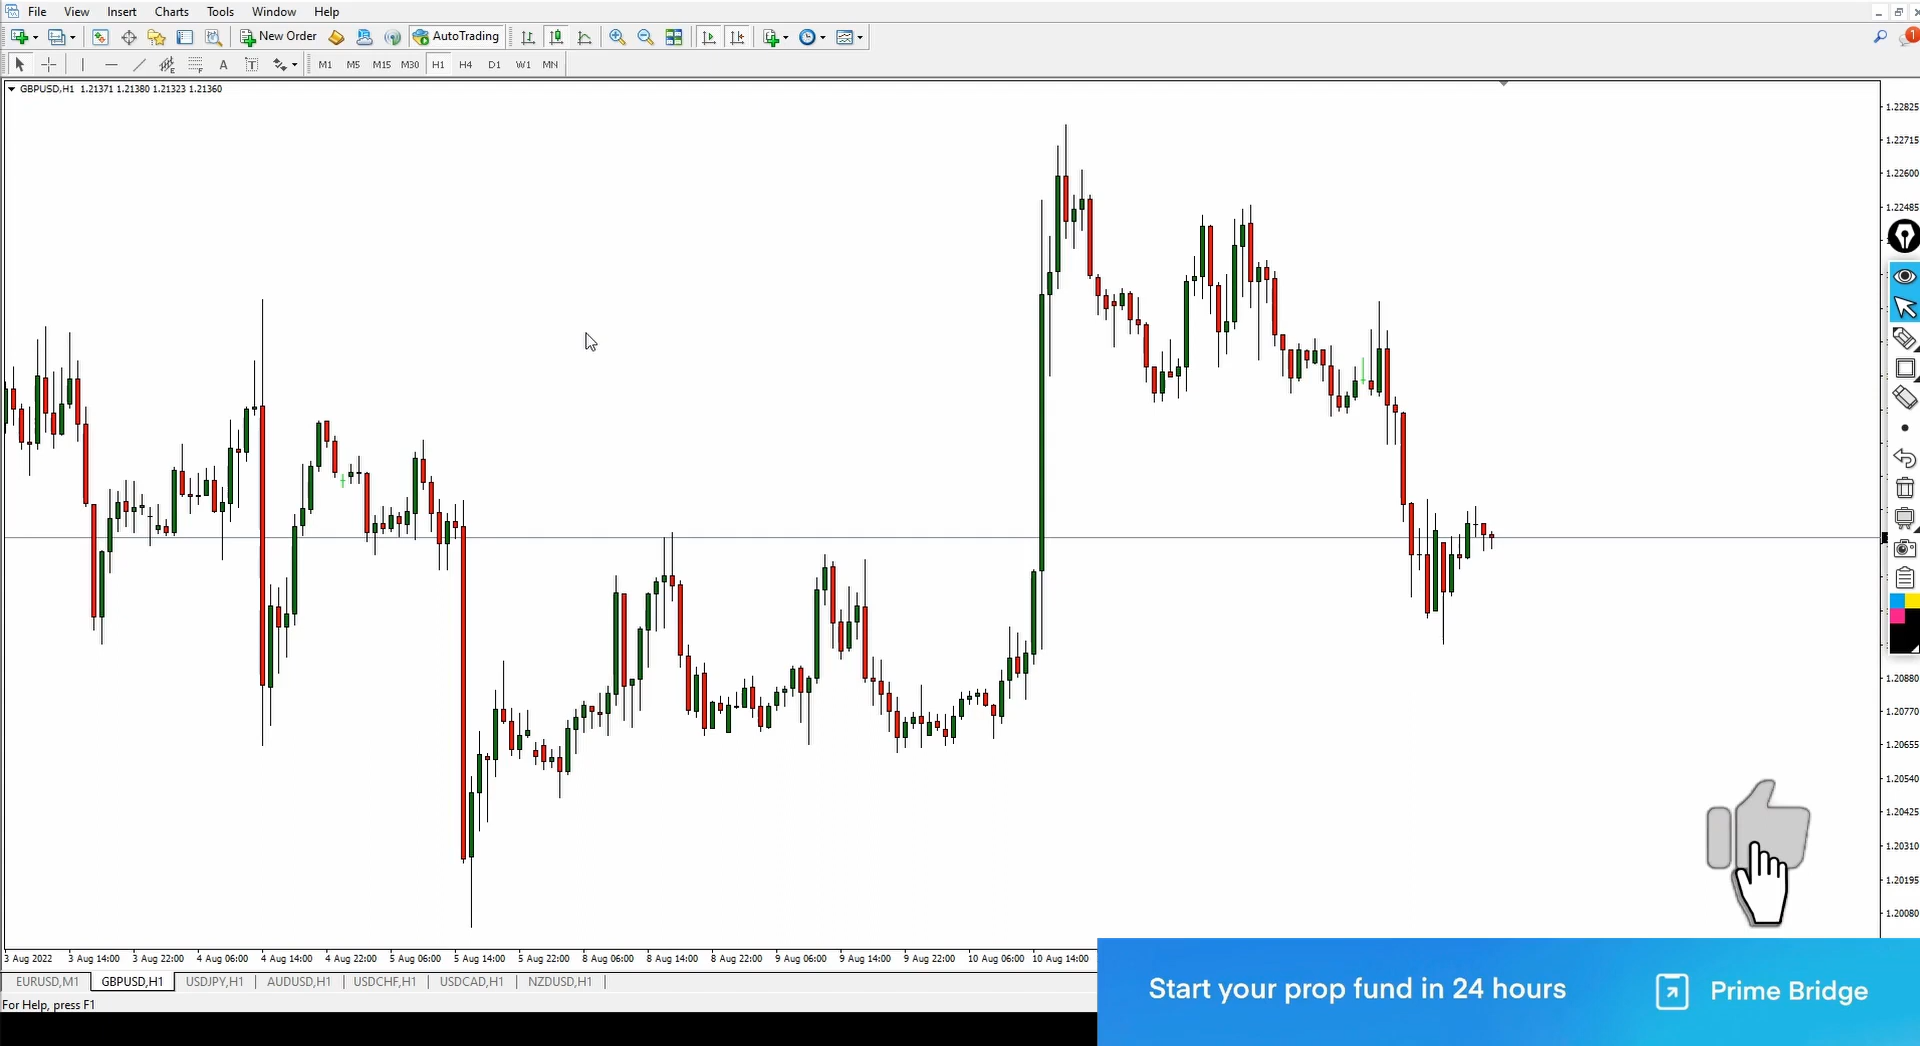 File View Insert Charts Tools Window Help
New Order AutoTrading
1
A T M1 M5 M15 M30 H1 H4 D1 W1 MN
GBPUSD,H1 1.21371 1.21380 1.21323 1.21360
1.22825
1.22715
1.22600
1.22485
1.20880
1.20770
1.20655
1.20540
1.20425
1.20310
1.20195
1.20080
3 Aug 2022 3 Aug 14:00 3 Aug 22:00 4 Aug 06:00 4 Aug 14:00 4 Aug 22:00 5 Aug 06:00 5 Aug 14:00 5 Aug 22:00 8 Aug 06:00 8 Aug 14:00 8 Aug 22:00 9 Aug 06:00 9 Aug 14:00 9 Aug 22:00 10 Aug 06:00 10 Aug 14:00
EURUSD,M1 GBPUSD,H1 USDJPY,H1 AUDUSD,H1 USDCHF,H1 USDCAD,H1 NZDUSD,H1
For Help, press F1
Start your prop fund in 24 hours
Prime Bridge